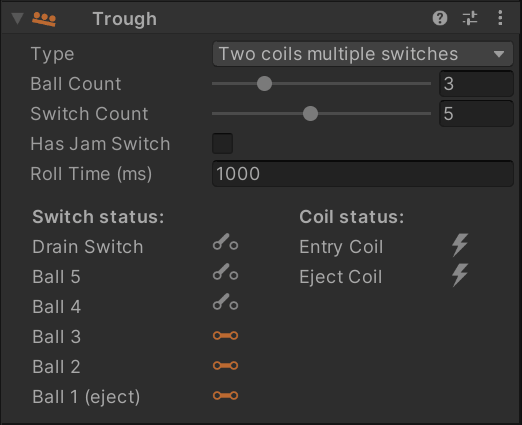 Trough
Type Two coils multiple switches
Ball Count 3
Switch Count 5
Has Jam Switch
Roll Time (ms) 1000
Switch status: Coil status:
Drain Switch Entry Coil
Ball 5 Eject Coil
Ball 4
Ball 3
Ball 2
Ball 1 (eject)